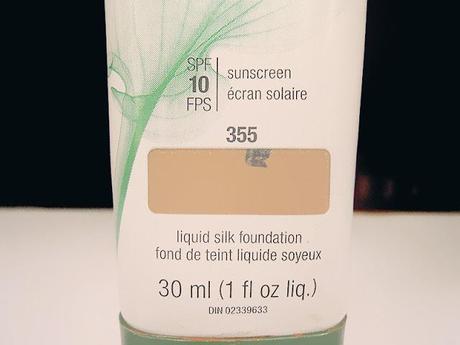 SPF
10
FPS
sunscreen
écran solaire
355
liquid silk foundation
fond de teint liquide soyeux
30 ml (1 fl oz liq.)
DIN 02339633